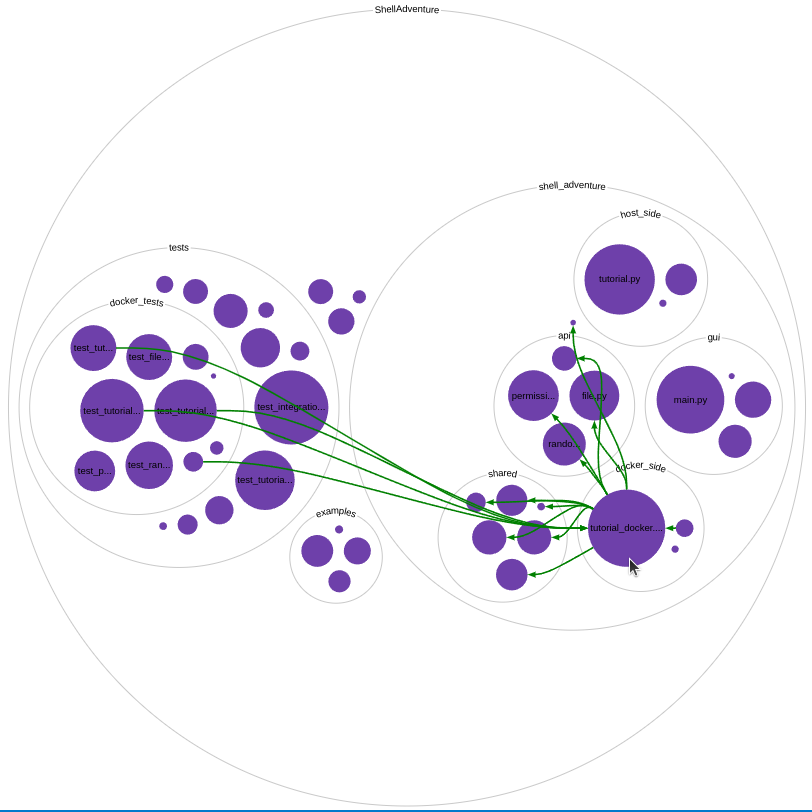 ShellAdventure
shell_adventure
host_side
tutorial.py
tests
docker_tests
test_tut...
test_file...
test_tutorial...
test_tutorial...
test_integratio...
test_p...
test_ran...
test_tutoria...
examples
api
permissi...
file.py
rando...
gui
main.py
shared
docker_side
tutorial_docker....